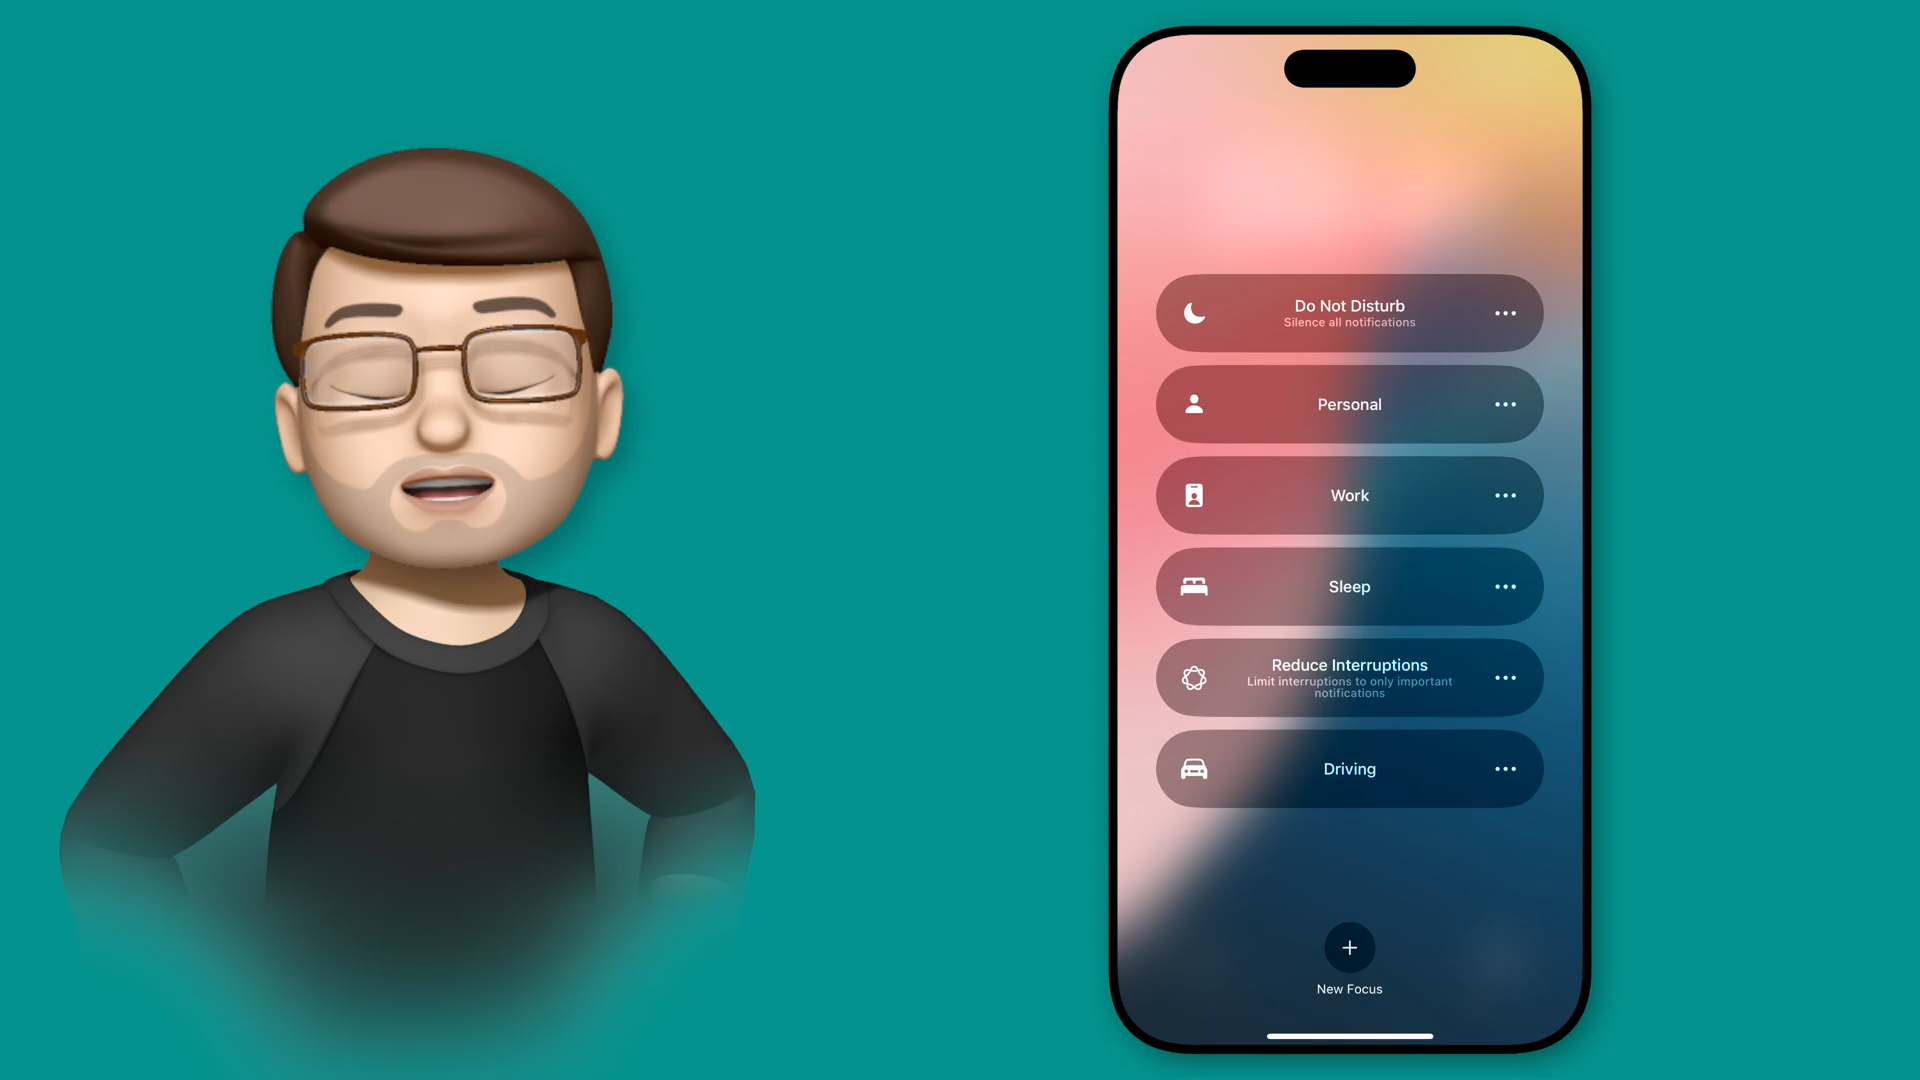 Do Not Disturb
Silence all notifications
Personal
Work
Sleep
Reduce Interruptions
Limit interruptions to only important
notifications
Driving
New Focus